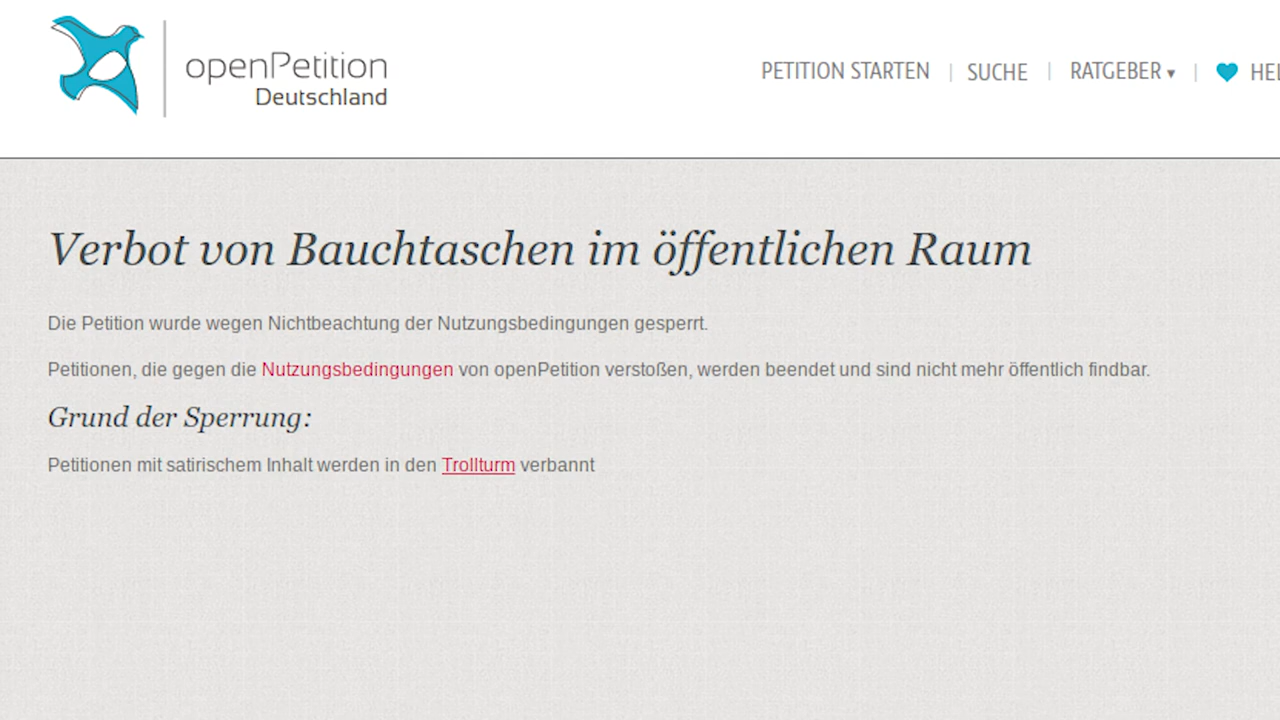 openPetition
Deutschland
PETITION STARTEN | SUCHE | RATGEBER ▾ |
Verbot von Bauchtaschen im öffentlichen Raum
Die Petition wurde wegen Nichtbeachtung der Nutzungsbedingungen gesperrt.
Petitionen, die gegen die Nutzungsbedingungen von openPetition verstoßen, werden beendet und sind nicht mehr öffentlich findbar.
Grund der Sperrung:
Petitionen mit satirischem Inhalt werden in den Trollturm verbannt